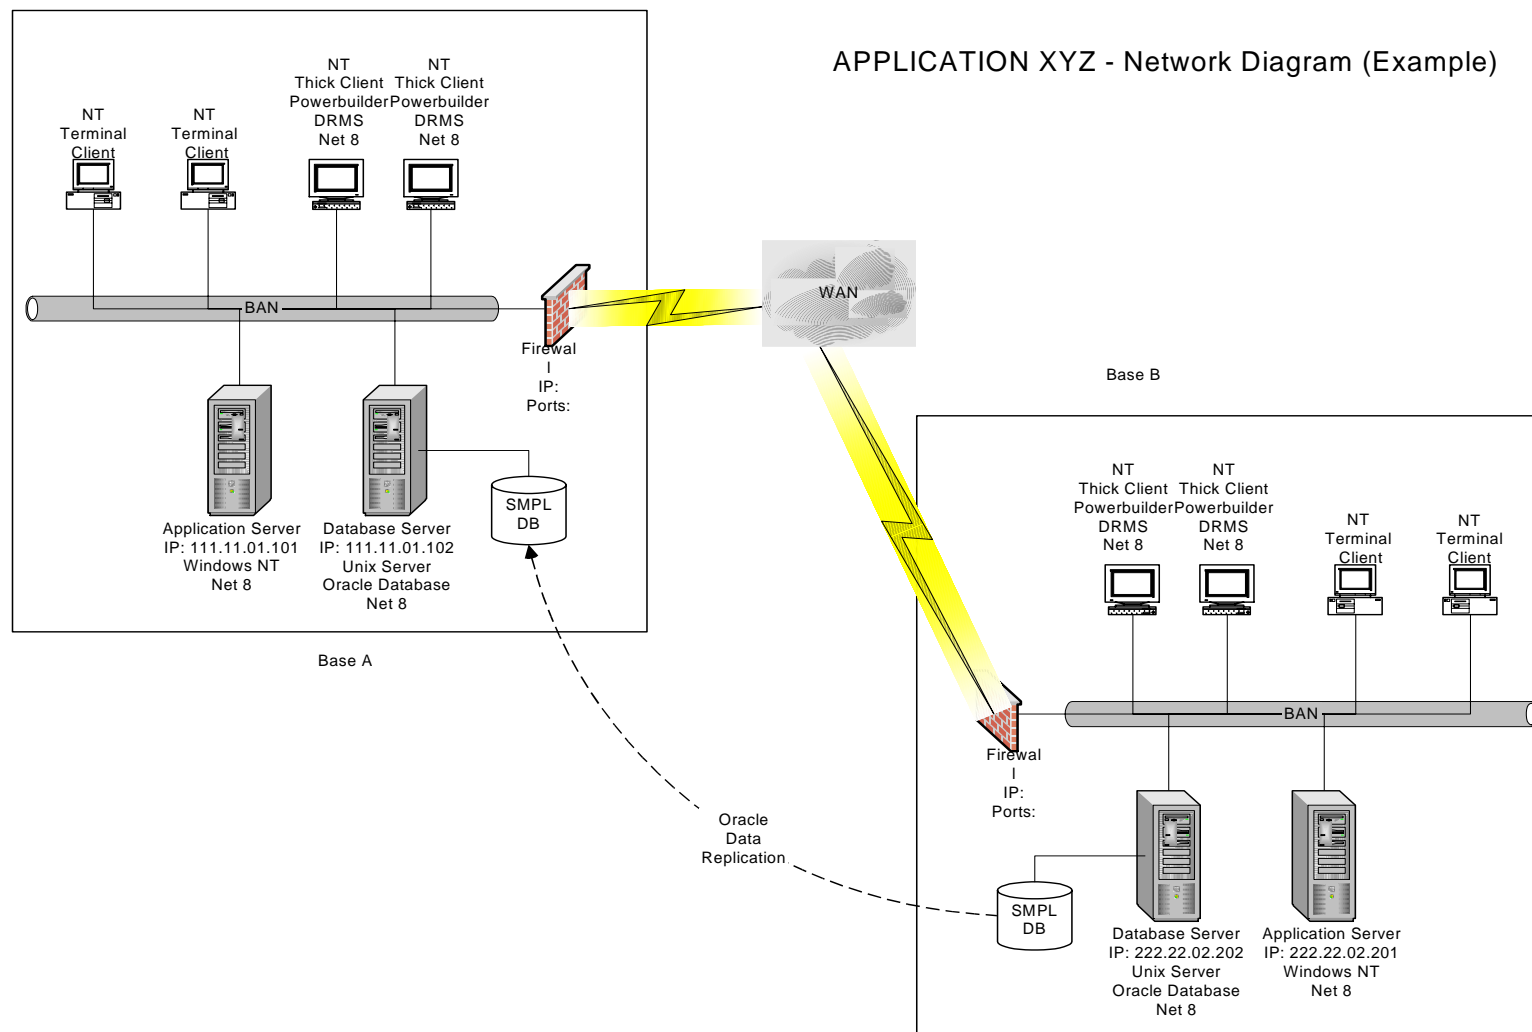 APPLICATION XYZ - Network Diagram (Example)
NT
Terminal
Client
NT
Terminal
Client
NT
Thick Client
Powerbuilder
DRMS
Net 8
NT
Thick Client
Powerbuilder
DRMS
Net 8
BAN
WAN
Firewal
l
IP:
Ports:
Application Server
IP: 111.11.01.101
Windows NT
Net 8
Database Server
IP: 111.11.01.102
Unix Server
Oracle Database
Net 8
SMPL
DB
Base A
Base B
NT
Thick Client
Powerbuilder
DRMS
Net 8
NT
Thick Client
Powerbuilder
DRMS
Net 8
NT
Terminal
Client
NT
Terminal
Client
BAN
Firewal
l
IP:
Ports:
Oracle
Data
Replication
SMPL
DB
Database Server
IP: 222.22.02.202
Unix Server
Oracle Database
Net 8
Application Server
IP: 222.22.02.201
Windows NT
Net 8